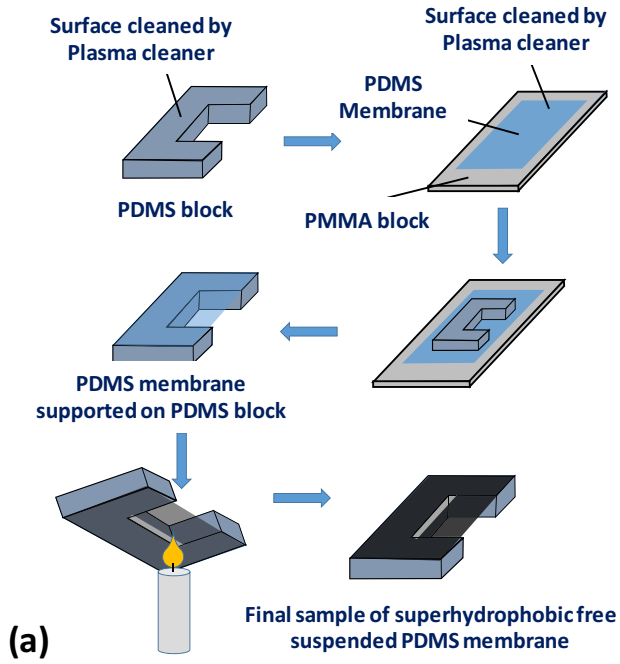 Surface cleaned by
Plasma cleaner
Surface cleaned by
Plasma cleaner
PDMS
Membrane
PDMS block
PMMA block
PDMS membrane
supported on PDMS block
Final sample of superhydrophobic free
suspended PDMS membrane
(a)